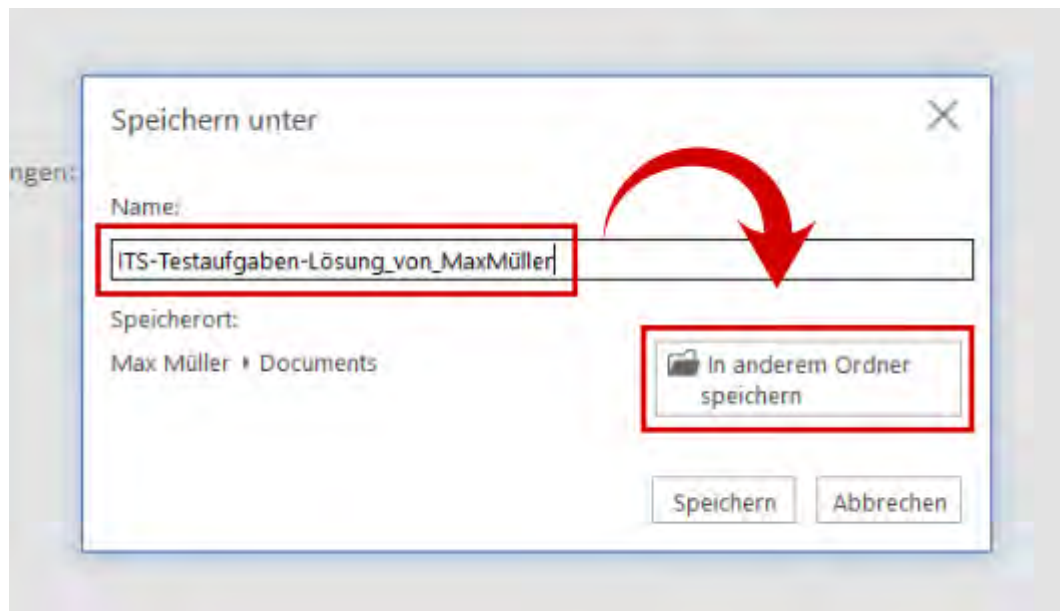 Speichern unter
ngen:
Name:
ITS-Testaufgaben-Lösung_von_MaxMüller
Speicherort:
Max Müller ▸ Documents
In anderem Ordner
speichern
Speichern
Abbrechen